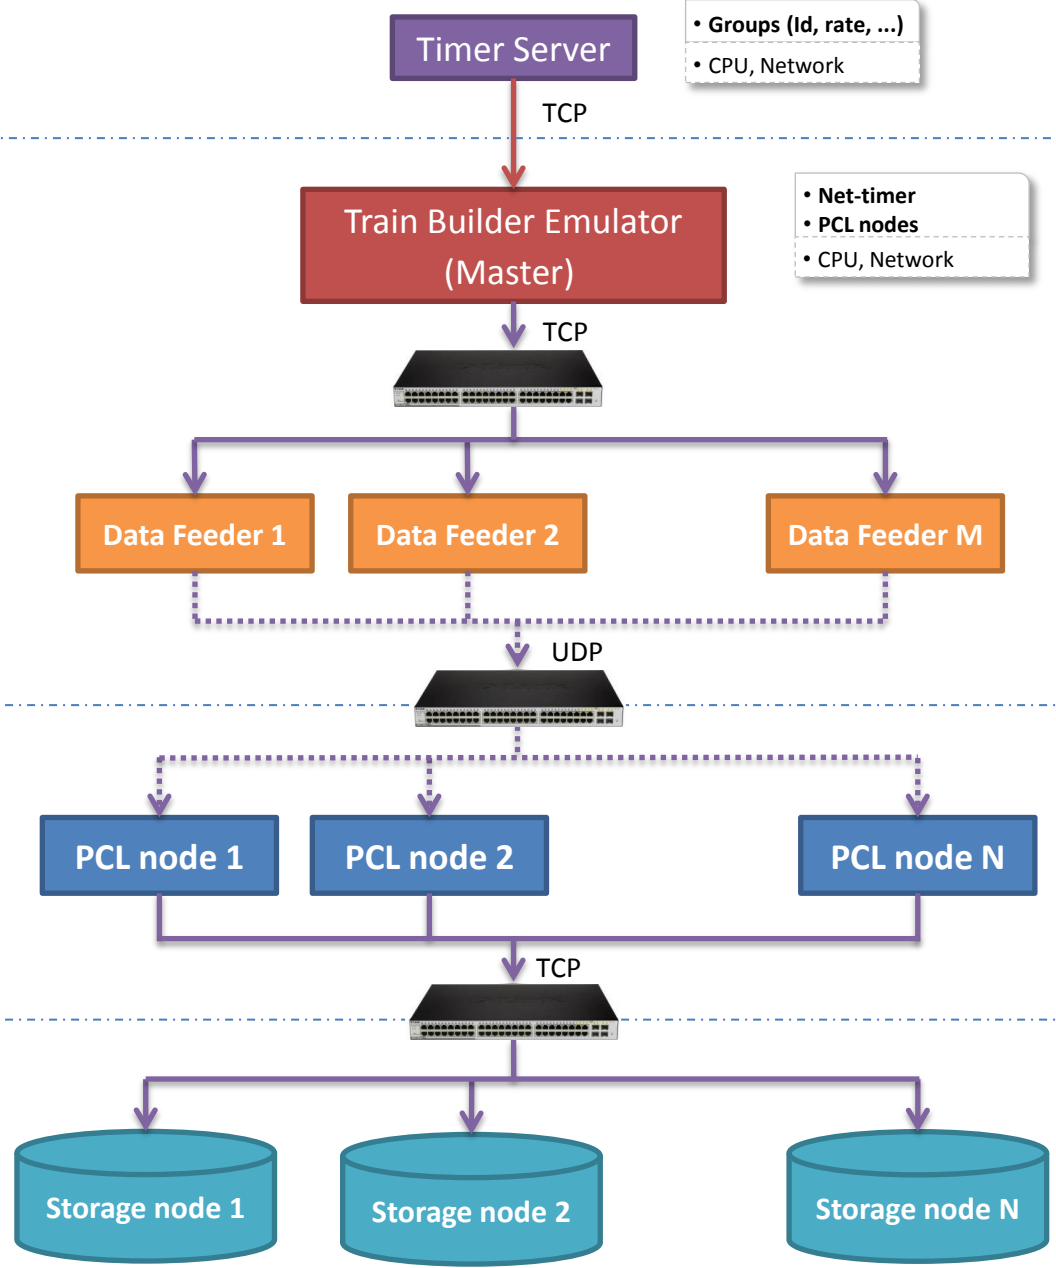 Timer Server
• Groups (Id, rate, ...)
• CPU, Network
TCP
Train Builder Emulator
(Master)
• Net-timer
• PCL nodes
• CPU, Network
TCP
Data Feeder 1
Data Feeder 2
Data Feeder M
UDP
PCL node 1
PCL node 2
PCL node N
TCP
Storage node 1
Storage node 2
Storage node N